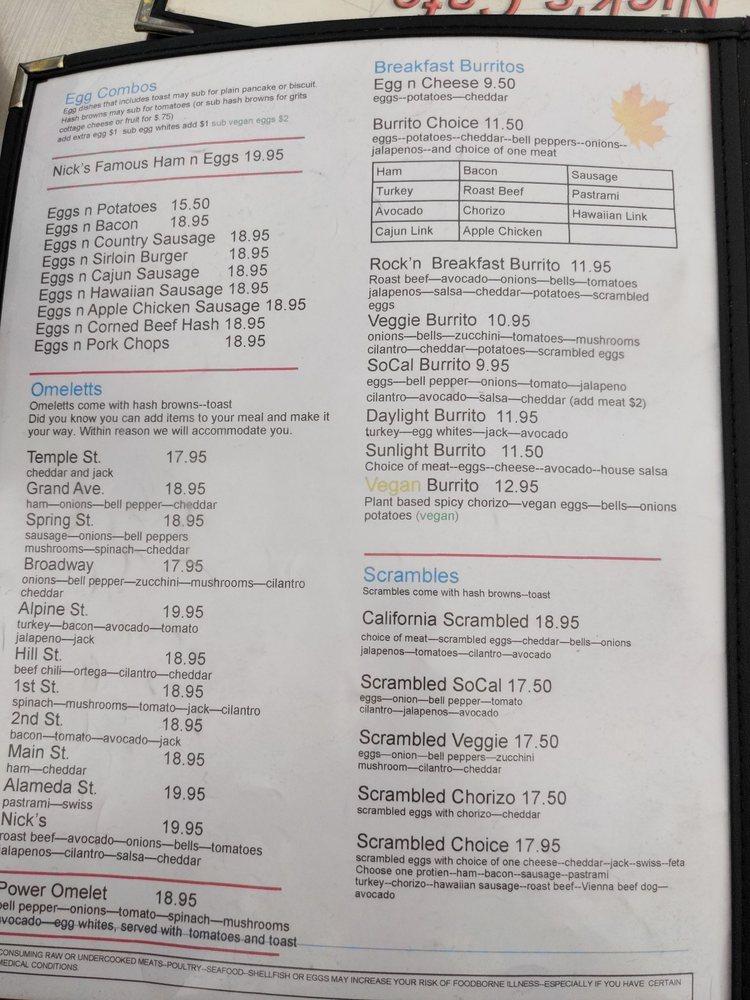 Nick's Cafe
Egg Combos
Egg dishes that includes toast may sub for plain pancake or biscuit.
Hash browns may sub for tomatoes (or sub hash browns for grits
cottage cheese or fruit for $.75)
add extra egg $1 sub egg whites add $1 sub vegan eggs $2
Nick's Famous Ham n Eggs 19.95
Eggs n Potatoes 15.50
Eggs n Bacon 18.95
Eggs n Country Sausage 18.95
Eggs n Sirloin Burger 18.95
Eggs n Cajun Sausage 18.95
Eggs n Hawaiian Sausage 18.95
Eggs n Apple Chicken Sausage 18.95
Eggs n Corned Beef Hash 18.95
Eggs n Pork Chops 18.95
Omeletts
Omeletts come with hash browns--toast
Did you know you can add items to your meal and make it
your way. Within reason we will accommodate you.
Temple St. 17.95
cheddar and jack
Grand Ave. 18.95
ham—onions—bell pepper—cheddar
Spring St. 18.95
sausage—onions—bell peppers
mushrooms—spinach—cheddar
Broadway 17.95
onions—bell pepper—zucchini—mushrooms—cilantro
cheddar
Alpine St. 19.95
turkey—bacon—avocado—tomato
jalapeno—jack
Hill St. 18.95
beef chili—ortega—cilantro—cheddar
1st St. 18.95
spinach—mushrooms—tomato—jack—cilantro
2nd St. 18.95
bacon—tomato—avocado—jack
Main St. 18.95
ham—cheddar
Alameda St. 19.95
pastrami—swiss
Nick's 19.95
roast beef—avocado—onions—bells—tomatoes
alapenos—cilantro—salsa—cheddar
Power Omelet 18.95
bell pepper—onions—tomato—spinach—mushrooms
avocado—egg whites, served with tomatoes and toast
Breakfast Burritos
Egg n Cheese 9.50
eggs--potatoes—cheddar
Burrito Choice 11.50
eggs--potatoes--cheddar--bell peppers--onions--
jalapenos--and choice of one meat
Ham Bacon Sausage
Turkey Roast Beef Pastrami
Avocado Chorizo Hawaiian Link
Cajun Link Apple Chicken
Rock'n Breakfast Burrito 11.95
Roast beef—avocado—onions—bells—tomatoes
jalapenos—salsa—cheddar—potatoes—scrambled
eggs
Veggie Burrito 10.95
onions—bells—zucchini—tomatoes—mushrooms
cilantro—cheddar—potatoes—scrambled eggs
SoCal Burrito 9.95
eggs—bell pepper—onions—tomato—jalapeno
cilantro—avocado—salsa—cheddar (add meat $2)
Daylight Burrito 11.95
turkey—egg whites—jack—avocado
Sunlight Burrito 11.50
Choice of meat--eggs--cheese--avocado--house salsa
Vegan Burrito 12.95
Plant based spicy chorizo—vegan eggs—bells—onions
potatoes (vegan)
Scrambles
Scrambles come with hash browns--toast
California Scrambled 18.95
choice of meat—scrambled eggs—cheddar—bells—onions
jalapenos—tomatoes—cilantro—avocado
Scrambled SoCal 17.50
eggs—onion—bell pepper—tomato
cilantro—jalapenos—avocado
Scrambled Veggie 17.50
eggs—onion—bell peppers—zucchini
mushroom—cilantro—cheddar
Scrambled Chorizo 17.50
scrambled eggs with chorizo—cheddar
Scrambled Choice 17.95
scrambled eggs with choice of one cheese--cheddar--jack--swiss--feta
Choose one protien--ham--bacon--sausage--pastrami
turkey--chorizo--hawaiian sausage--roast beef--Vienna beef dog—
avocado
CONSUMING RAW OR UNDERCOOKED MEATS--POULTRY--SEAFOOD--SHELLFISH OR EGGS MAY INCREASE YOUR RISK OF FOODBORNE ILLNESS--ESPECIALLY IF YOU HAVE CERTAIN
MEDICAL CONDITIONS.